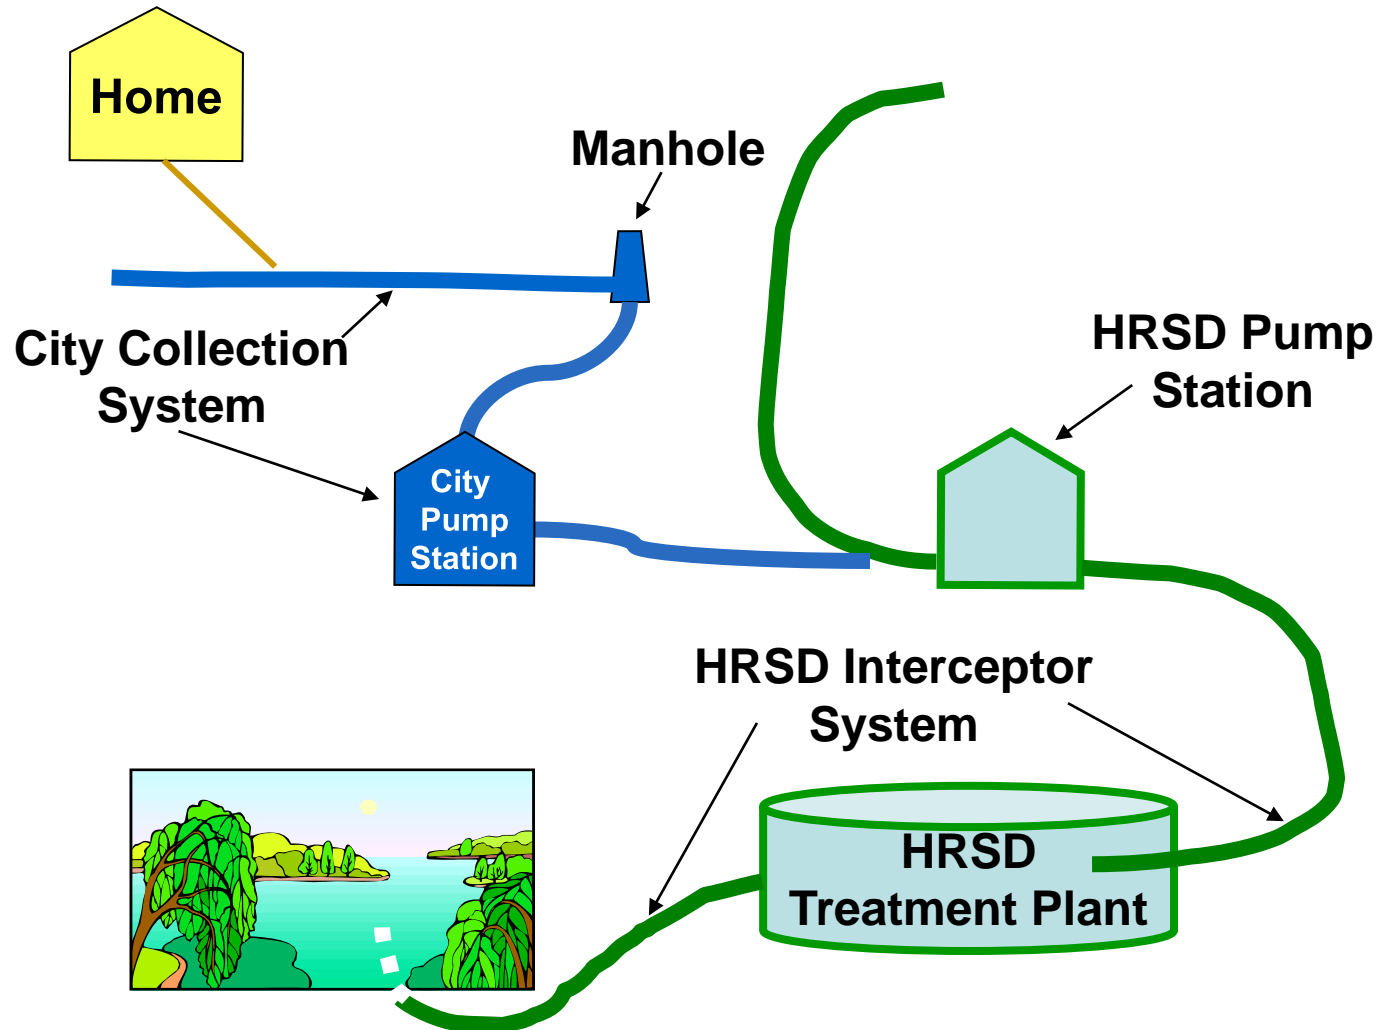 Home
Manhole
City Collection
System
HRSD Pump
Station
City
Pump
Station
HRSD Interceptor
System
HRSD
Treatment Plant